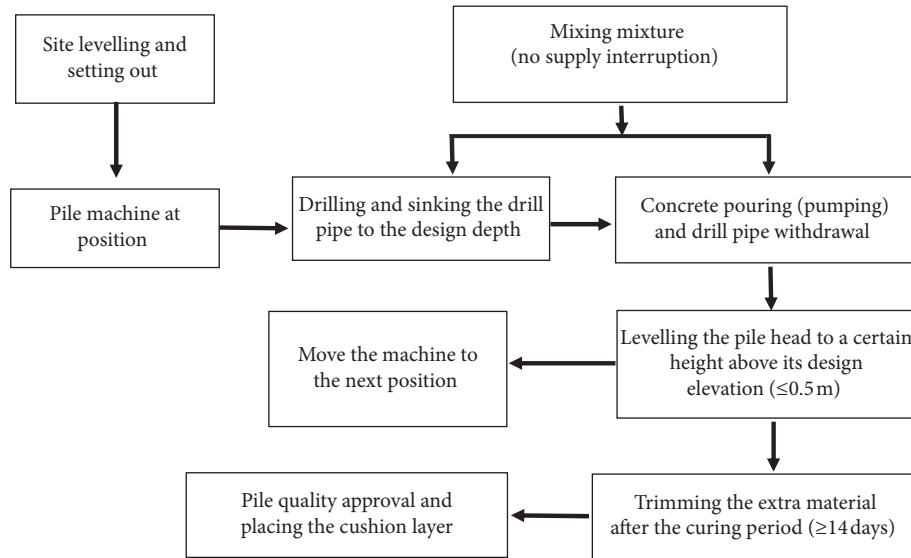 Site levelling and
setting out
Mixing mixture
(no supply interruption)
Pile machine at
position
Drilling and sinking the drill
pipe to the design depth
Concrete pouring (pumping)
and drill pipe withdrawal
Move the machine to
the next position
Levelling the pile head to a certain
height above its design
elevation (≤0.5 m)
Pile quality approval and
placing the cushion layer
Trimming the extra material
after the curing period (≥14 days)